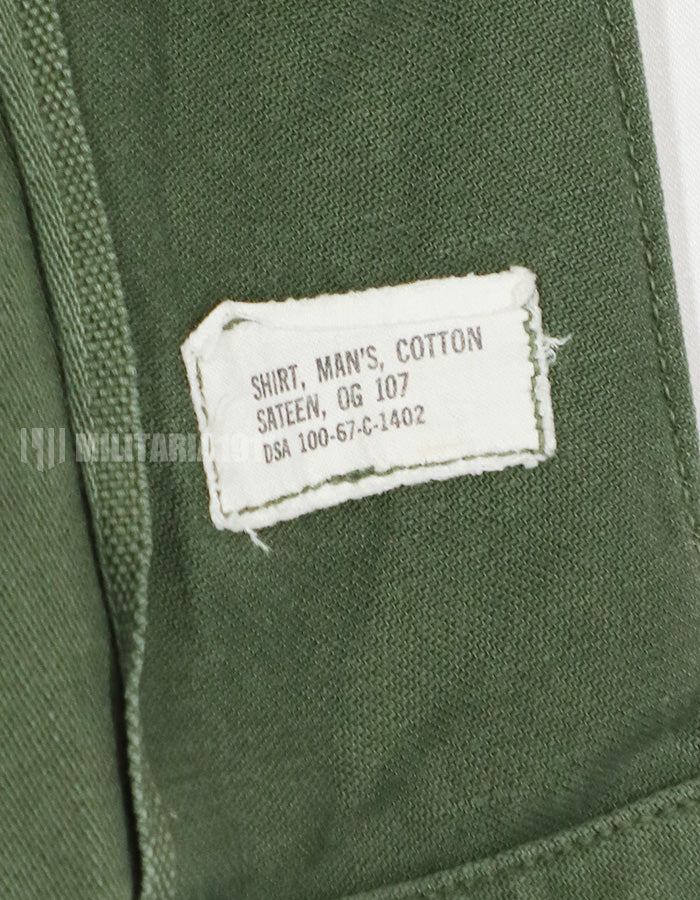 SHIRT, MAN'S, COTTON
SATEEN, OG 107
DSA 100-67-C-1402